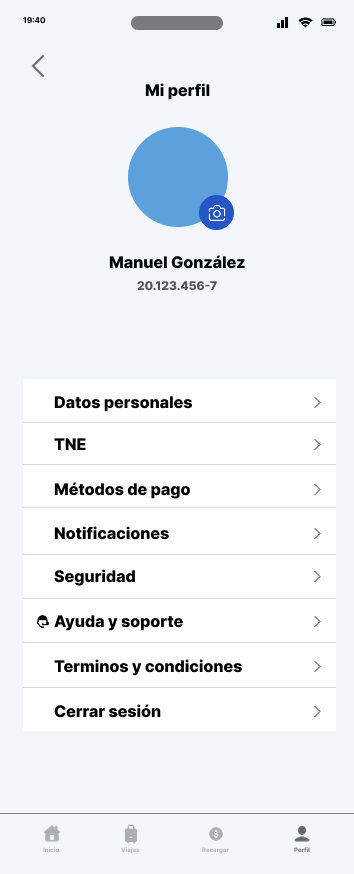 19:40
Mi perfil
Manuel González
20.123.456-7
Datos personales
TNE
Métodos de pago
Notificaciones
Seguridad
Ayuda y soporte
Terminos y condiciones
Cerrar sesión
Inicio
Viajes
Recargar
Perfil